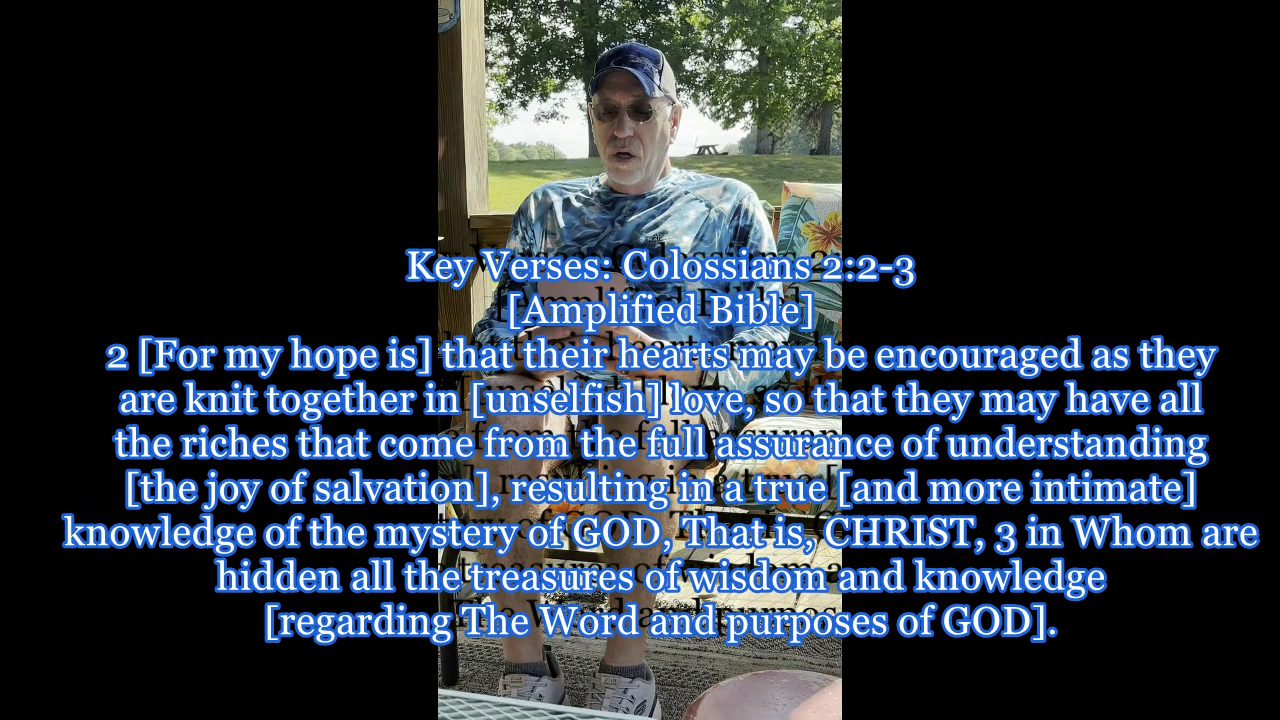 Key Verses: Colossians 2:2-3
[Amplified Bible]
2 [For my hope is] that their hearts may be encouraged as they
are knit together in [unselfish] love, so that they may have all
the riches that come from the full assurance of understanding
[the joy of salvation], resulting in a true [and more intimate]
knowledge of the mystery of GOD, That is, CHRIST, 3 in Whom are
hidden all the treasures of wisdom and knowledge
[regarding The Word and purposes of GOD].